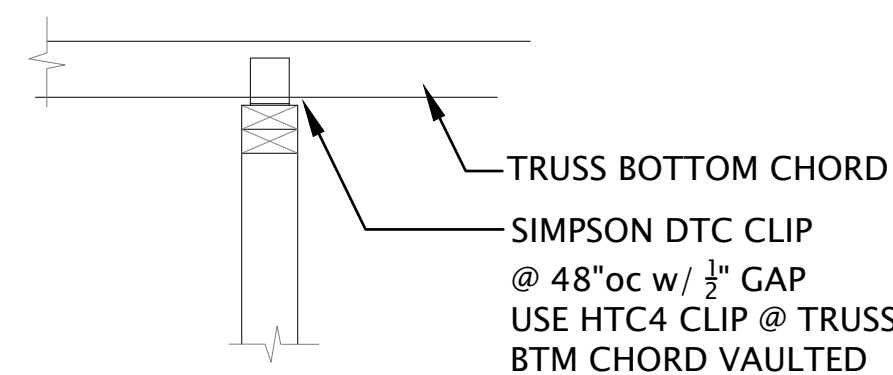 TRUSS BOTTOM CHORD
SIMPSON DTC CLIP
@ 48"oc w/ ½" GAP
USE HTC4 CLIP @ TRUSS
BTM CHORD VAULTED